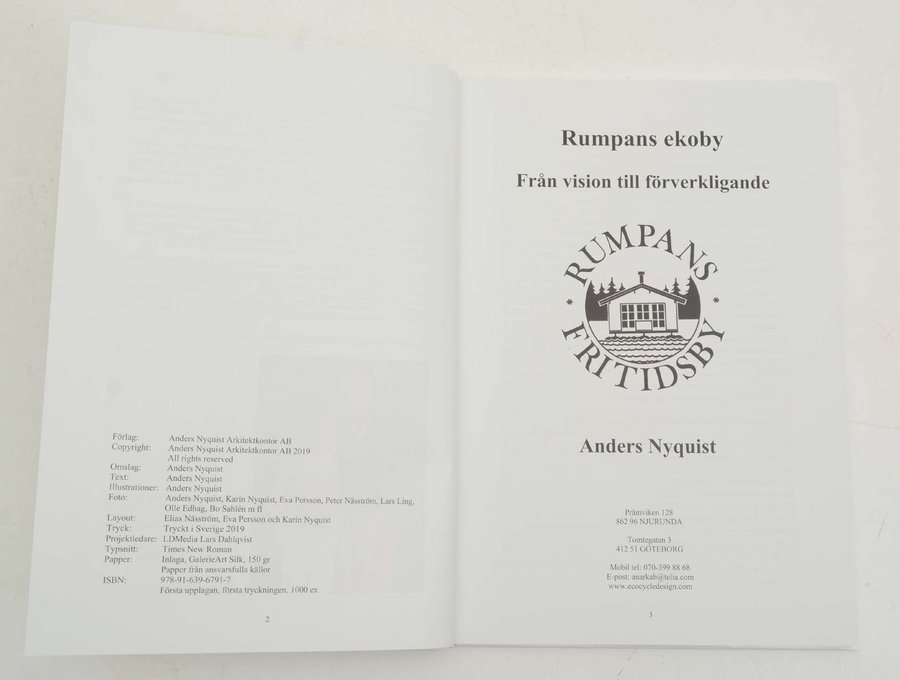 Förlag: Anders Nyquist Arkitektkontor AB
Copyright: Anders Nyquist Arkitektkontor AB 2019
All rights reserved
Omslag: Anders Nyquist
Text: Anders Nyquist
Illustrationer: Anders Nyquist
Foto: Anders Nyquist, Karin Nyquist, Eva Persson, Peter Näsström, Lars Ling,
Olle Edhag, Bo Sahlén m fl
Layout: Elias Näsström, Eva Persson och Karin Nyquist
Tryck: Tryckt i Sverige 2019
Projektledare: LDMedia Lars Dahlqvist
Typsnitt: Times New Roman
Papper: Inlaga, GalerieArt Silk, 150 gr
Papper från ansvarsfulla källor
ISBN: 978-91-639-6791-7
Första upplagan, första tryckningen. 1000 ex
2
Rumpans ekoby
Från vision till förverkligande
RUMPANS
* *
FRITIDSBY
Anders Nyquist
Pråmviken 128
862 96 NJURUNDA
Tomtegatan 3
412 51 GÖTEBORG
Mobil tel: 070-399 88 68
E-post: anarkab@telia.com
www.ecocycledesign.com
3